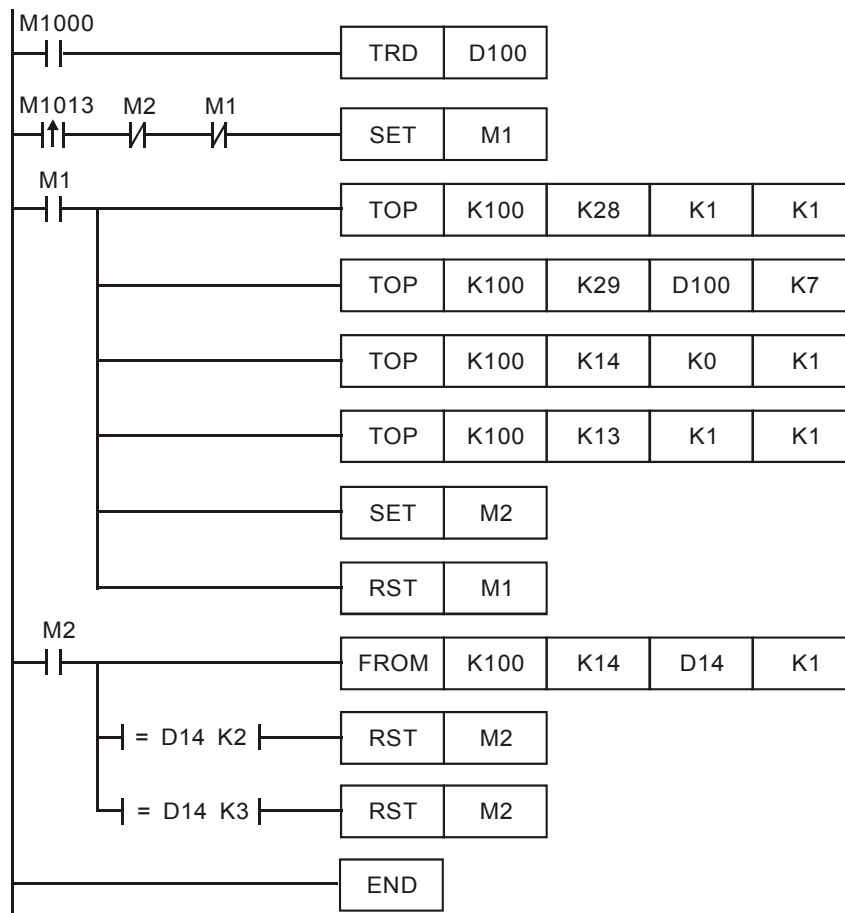 M1000
TRD D100
M1013 M2 M1
SET M1
M1
TOP K100 K28 K1 K1
TOP K100 K29 D100 K7
TOP K100 K14 K0 K1
TOP K100 K13 K1 K1
SET M2
RST M1
M2
FROM K100 K14 D14 K1
= D14 K2 RST M2
= D14 K3 RST M2
END